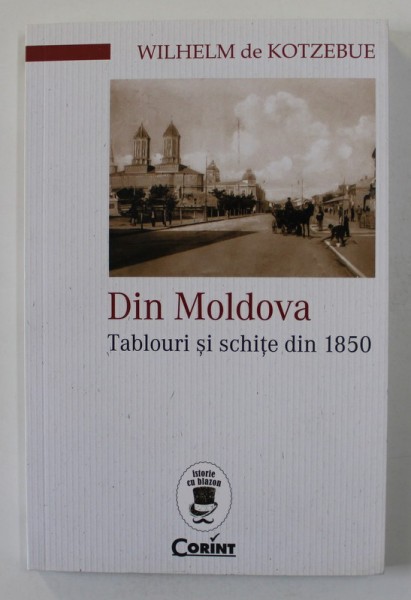 WILHELM de KOTZEBUE
Din Moldova
Tablouri și schițe din 1850
istorie
cu blazon
CORINT